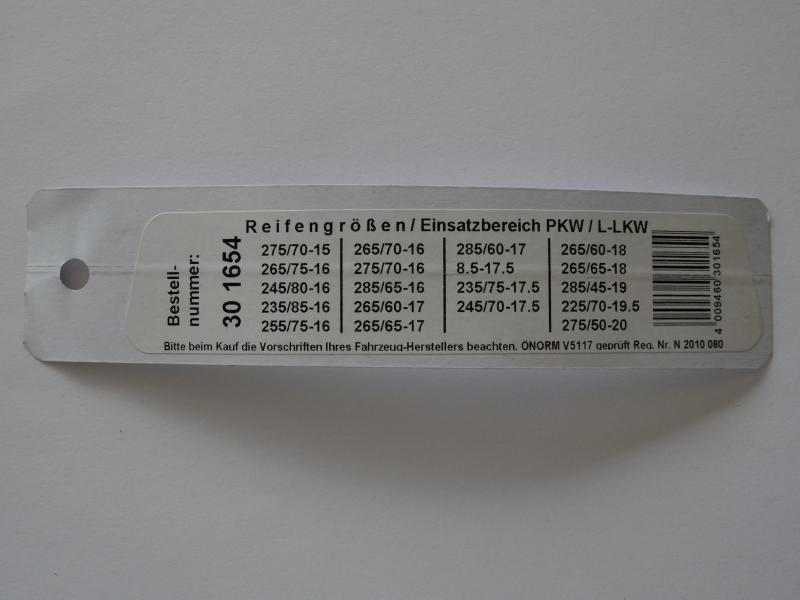 Bestell-
nummer:
30 1654
Reifengrößen / Einsatzbereich PKW / L-LKW
275/70-15 265/70-16 285/60-17 265/60-18
265/75-16 275/70-16 8.5-17.5 265/65-18
245/80-16 285/65-16 235/75-17.5 285/45-19
235/85-16 265/60-17 245/70-17.5 225/70-19.5
255/75-16 265/65-17 275/50-20
4 009460 301654
Bitte beim Kauf die Vorschriften Ihres Fahrzeug-Herstellers beachten. ÖNORM V5117 geprüft Reg. Nr. N 2010 080